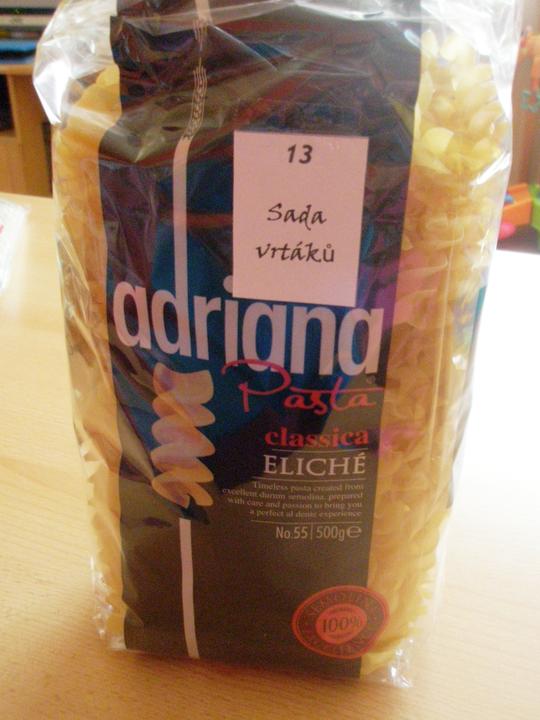 13
Sada
vrtáků
adriana
Pasta
classica
ELICHÉ
Timeless pasta created from
excellent durum semolina, prepared
with care and passion to bring you
a perfect al dente experience.
No.55 | 500g℮
100%